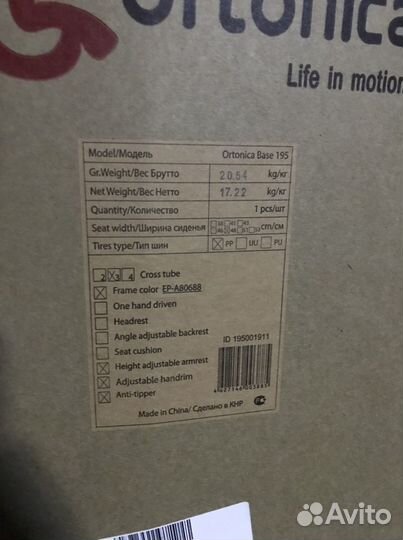 Ortonica
Life in motion
Model/Модель Ortonica Base 195
Gr.Weight/Вес Брутто 20.54 kg/кг
Net Weight/Вес Нетто 17.22 kg/кг
Quantity/Количество 1 pcs/шт
Seat width/Ширина сиденья cm/см
Tires type/Тип шин PP UU PU
2 3 4 Cross tube
Frame color EP-A80688
One hand driven
Headrest
Angle adjustable backrest
Seat cushion
ID 195001911
Height adjustable armrest
Adjustable handrim
Anti-tipper
Made in China/ Сделано в КНР
Avito